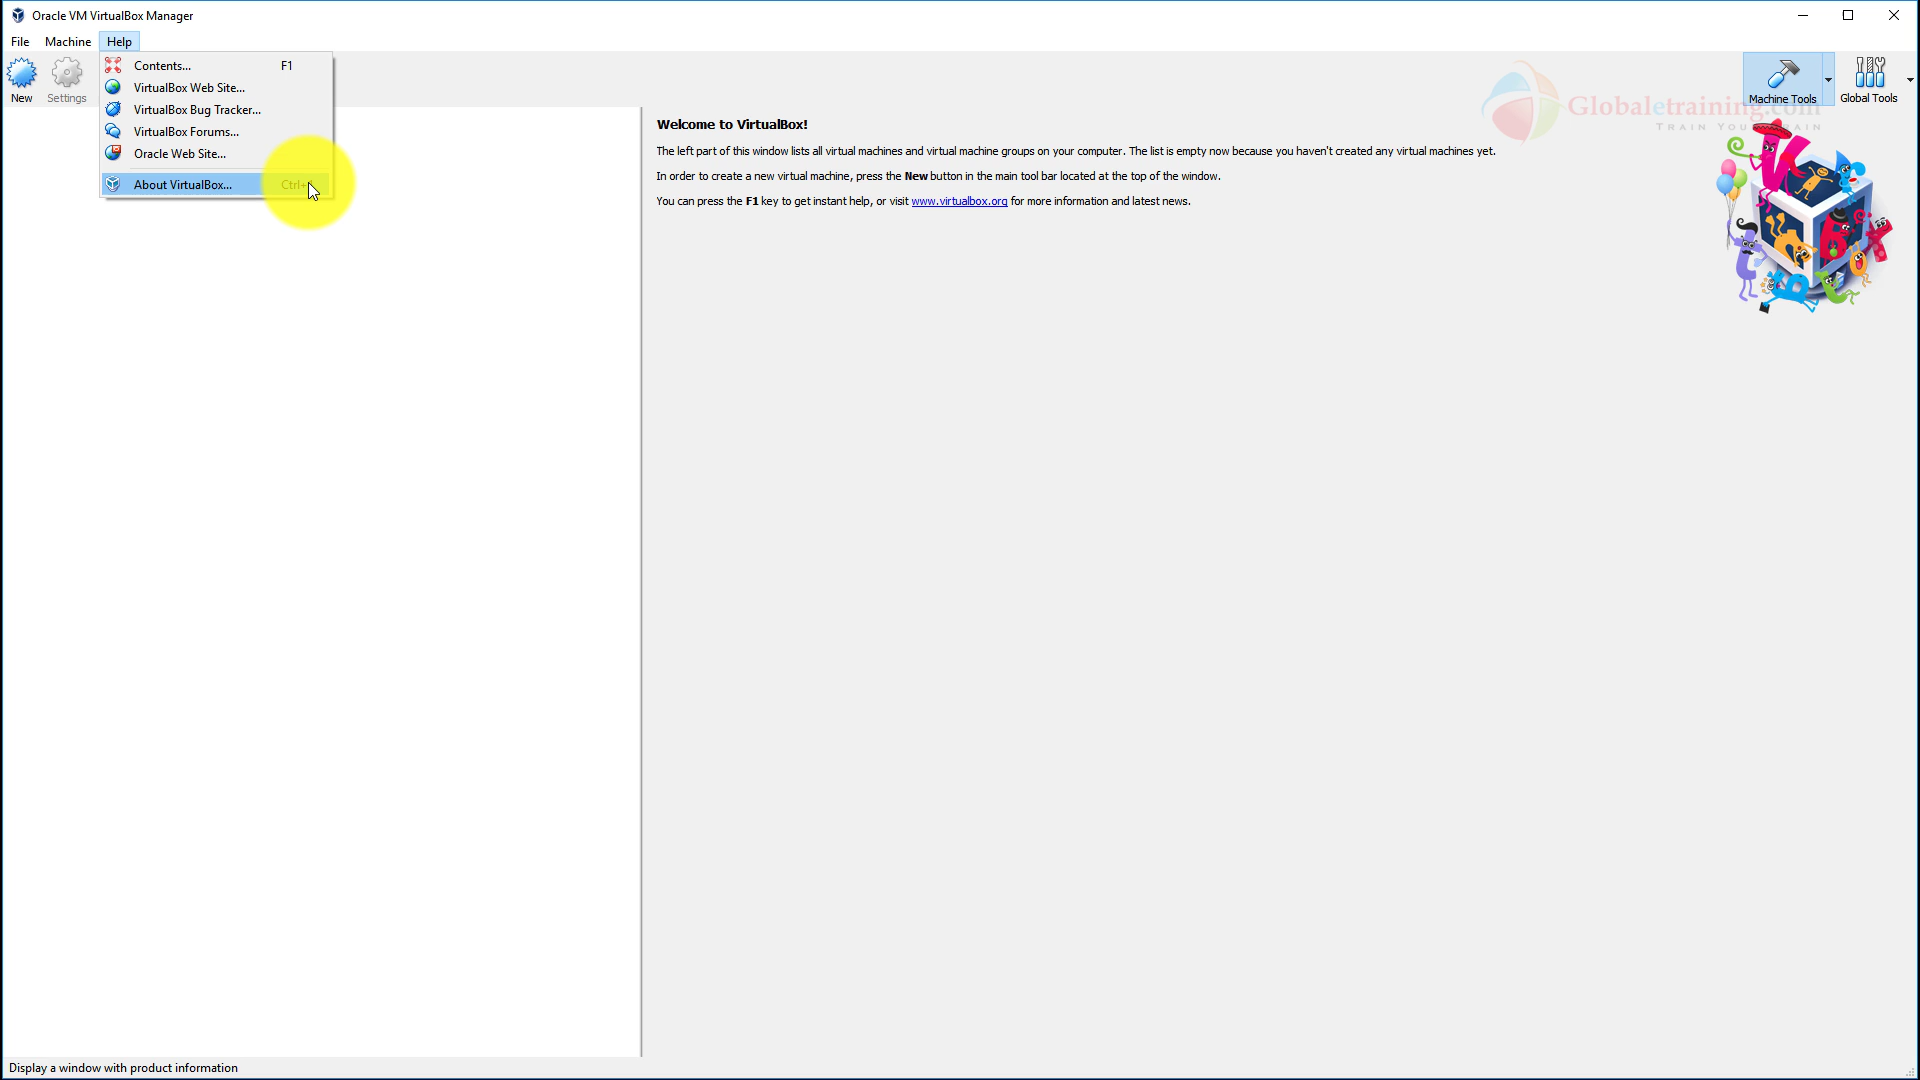 Oracle VM VirtualBox Manager
File Machine Help
New Settings
Contents... F1
VirtualBox Web Site...
VirtualBox Bug Tracker...
VirtualBox Forums...
Oracle Web Site...
About VirtualBox...
Machine Tools
Global Tools
Globaletraining.com
Welcome to VirtualBox!
The left part of this window lists all virtual machines and virtual machine groups on your computer. The list is empty now because you haven't created any virtual machines yet.
In order to create a new virtual machine, press the New button in the main tool bar located at the top of the window.
You can press the F1 key to get instant help, or visit www.virtualbox.org for more information and latest news.
Display a window with product information